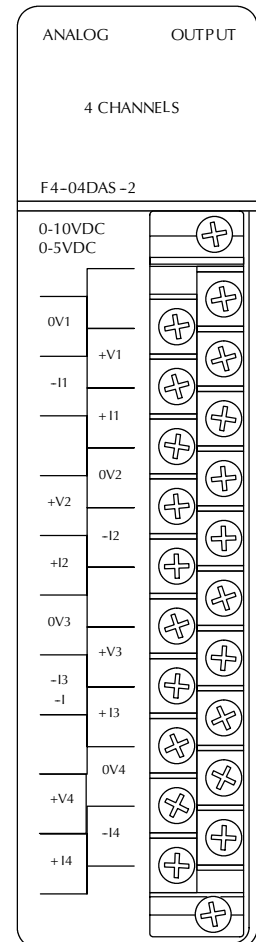 ANALOG OUTPUT
4 CHANNELS
F4-04DAS-2
0-10VDC
0-5VDC
0V1
+V1
-I1
+I1
0V2
+V2
-I2
+I2
0V3
+V3
-I3
-I
+I3
0V4
+V4
-I4
+I4